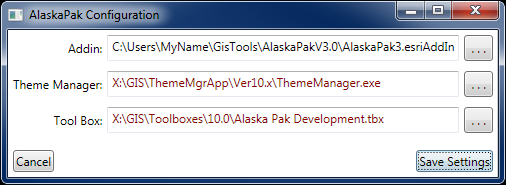 AlaskaPak Configuration
Addin: C:\Users\MyName\GisTools\AlaskaPakV3.0\AlaskaPak3.esriAddIn ...
Theme Manager: X:\GIS\ThemeMgrApp\Ver10.x\ThemeManager.exe ...
Tool Box: X:\GIS\Toolboxes\10.0\Alaska Pak Development.tbx ...
Cancel Save Settings